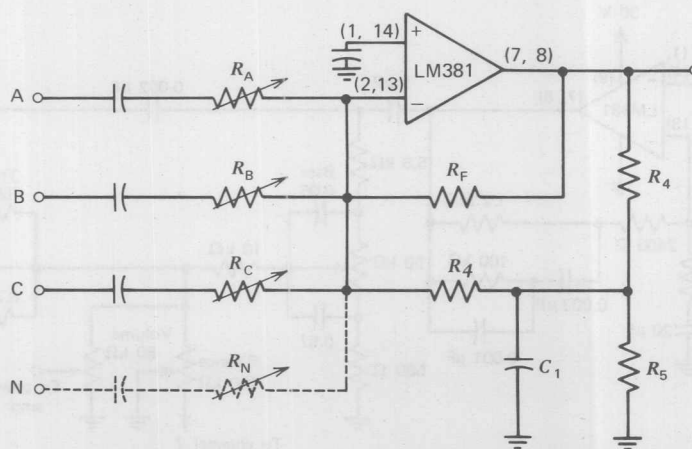 (1, 14)
+
LM381
(7, 8)
A
R_A
(2,13)
−
B
R_B
R_F
R_4
C
R_C
R_4
N
R_N
C_1
R_5